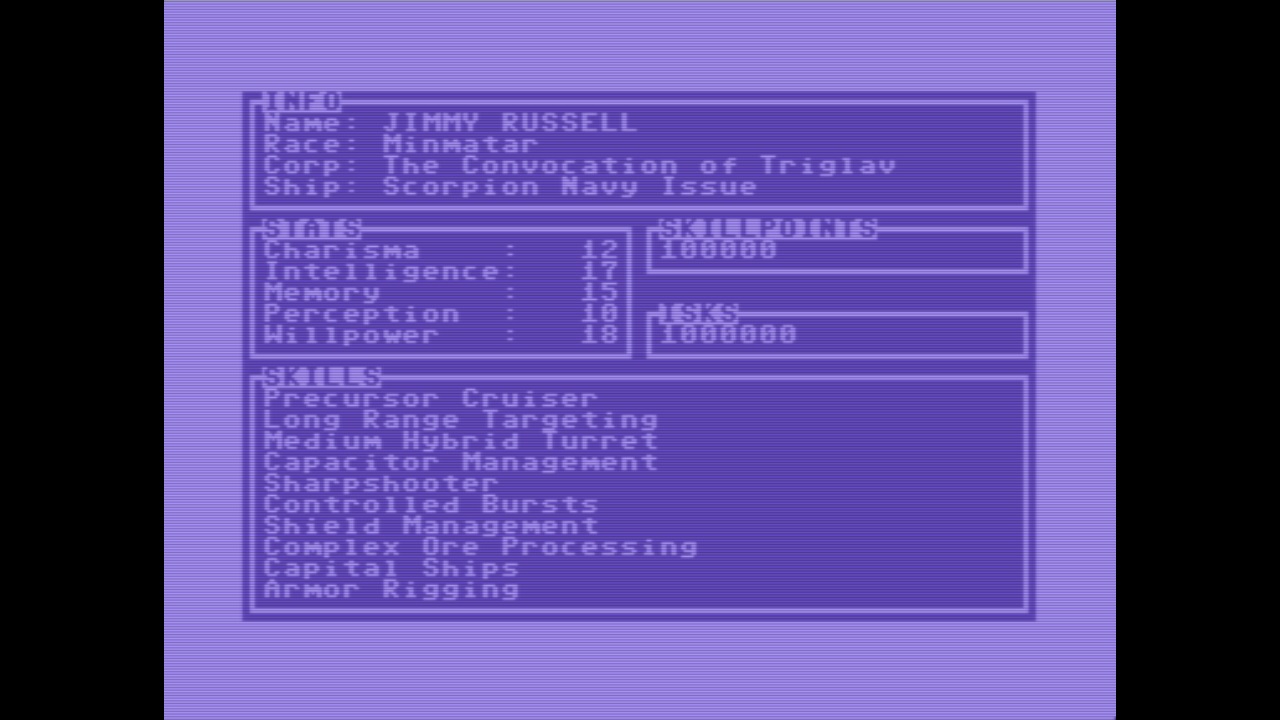 INFO
Name: JIMMY RUSSELL
Race: Minmatar
Corp: The Convocation of Triglav
Ship: Scorpion Navy Issue
STATS
Charisma : 12
Intelligence: 17
Memory : 15
Perception : 10
Willpower : 18
SKILLPOINTS
100000
ISKS
1000000
SKILLS
Precursor Cruiser
Long Range Targeting
Medium Hybrid Turret
Capacitor Management
Sharpshooter
Controlled Bursts
Shield Management
Complex Ore Processing
Capital Ships
Armor Rigging